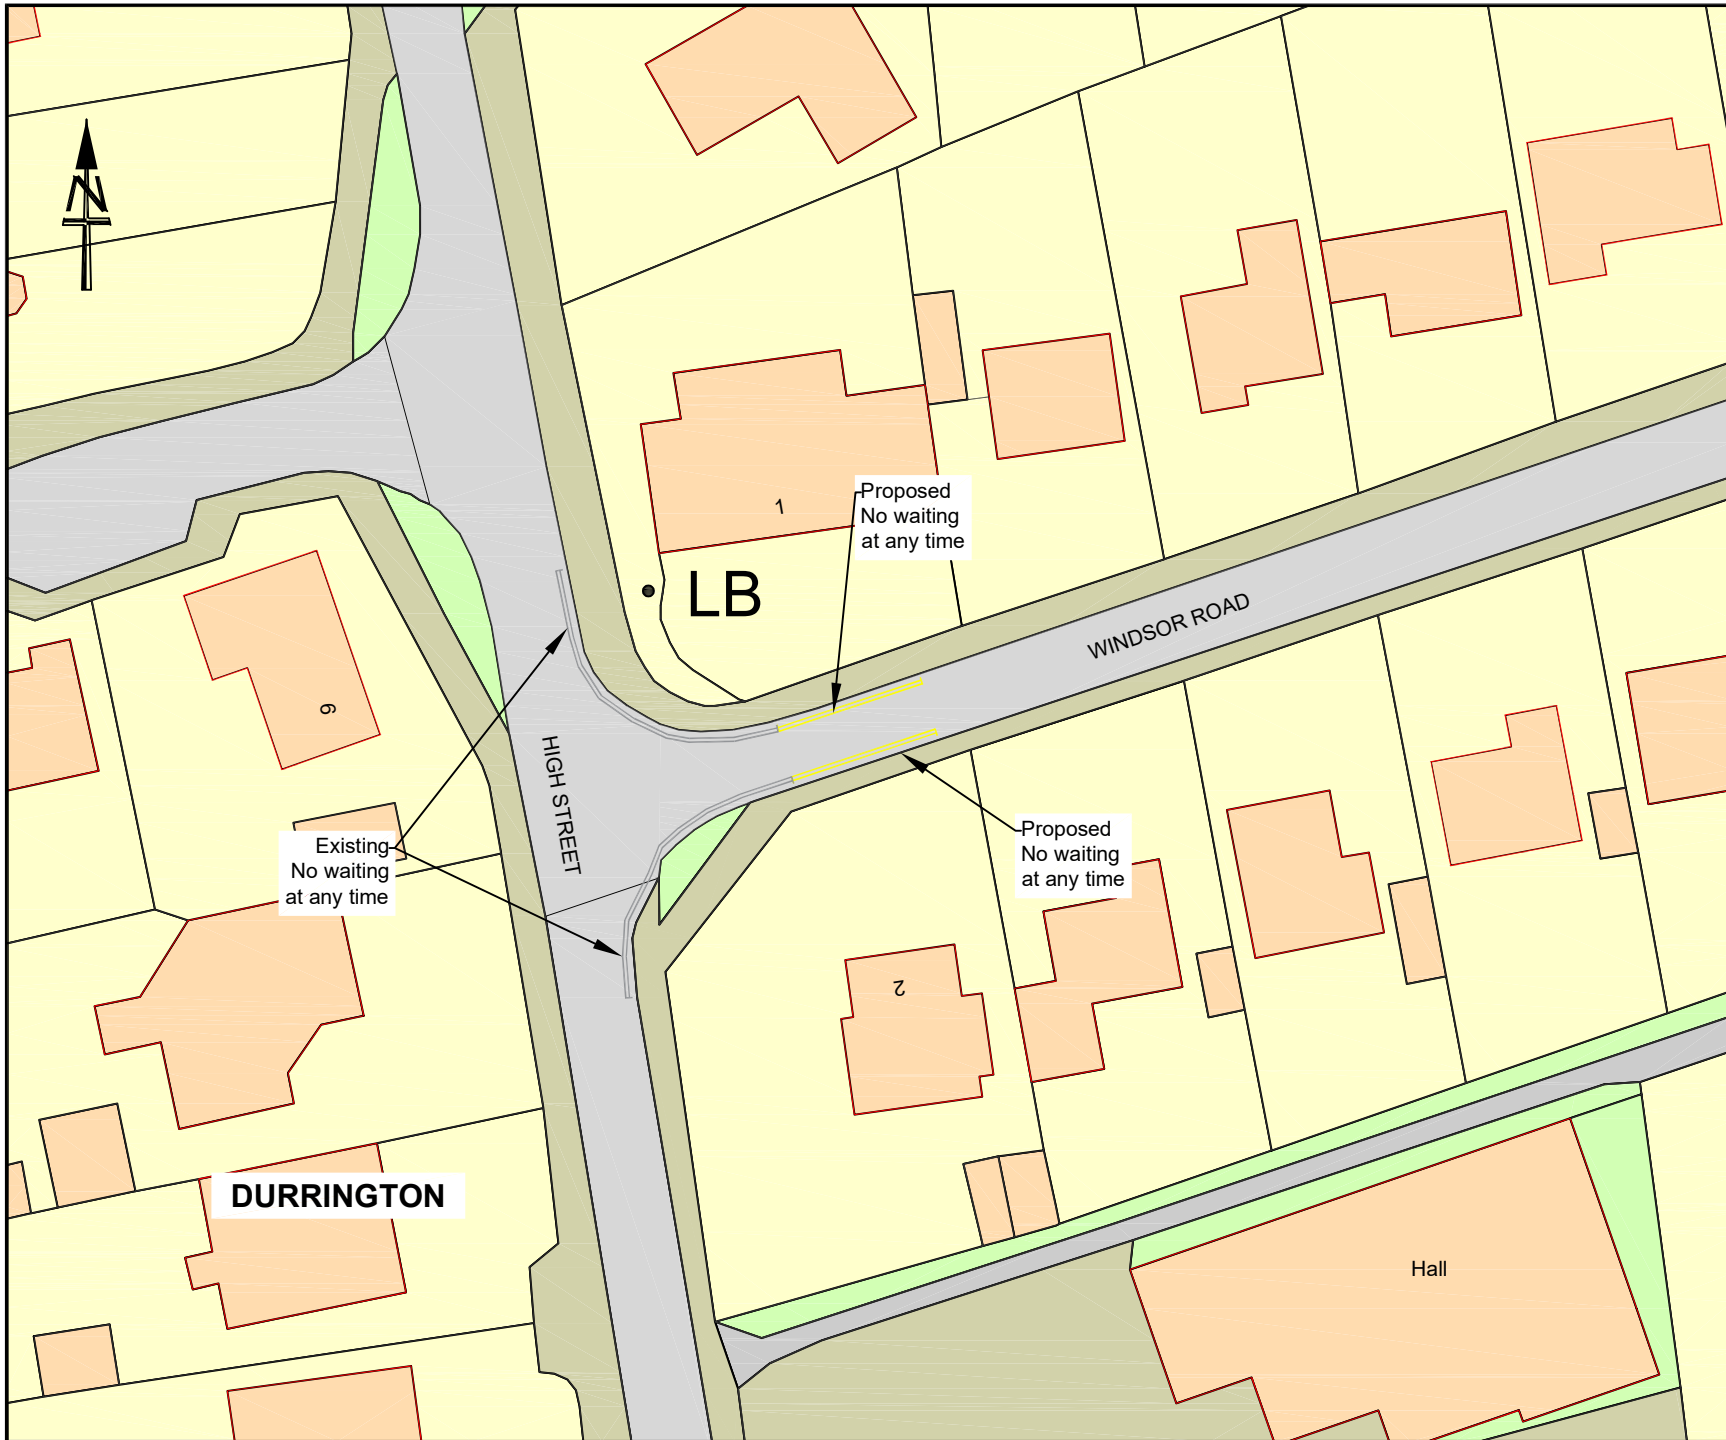 N
1
Proposed
No waiting
at any time
LB
WINDSOR ROAD
6
HIGH STREET
Existing
No waiting
at any time
Proposed
No waiting
at any time
2
DURRINGTON
Hall